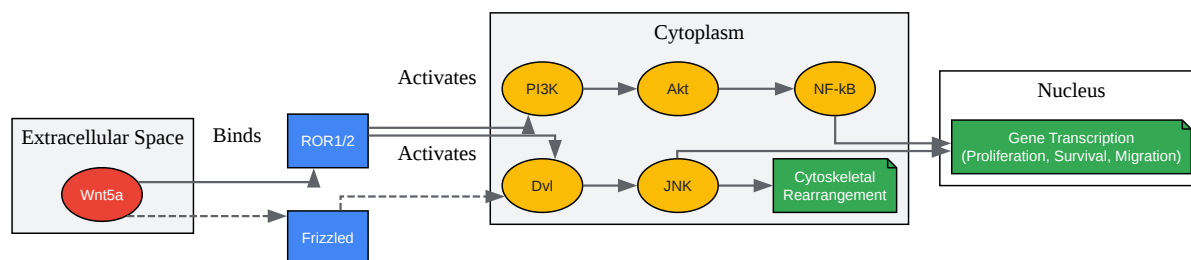 Extracellular Space
Wnt5a
Binds
ROR1/2
Frizzled
Activates
Activates
Cytoplasm
PI3K
Akt
NF-kB
Dvl
JNK
Cytoskeletal
Rearrangement
Nucleus
Gene Transcription
(Proliferation, Survival, Migration)